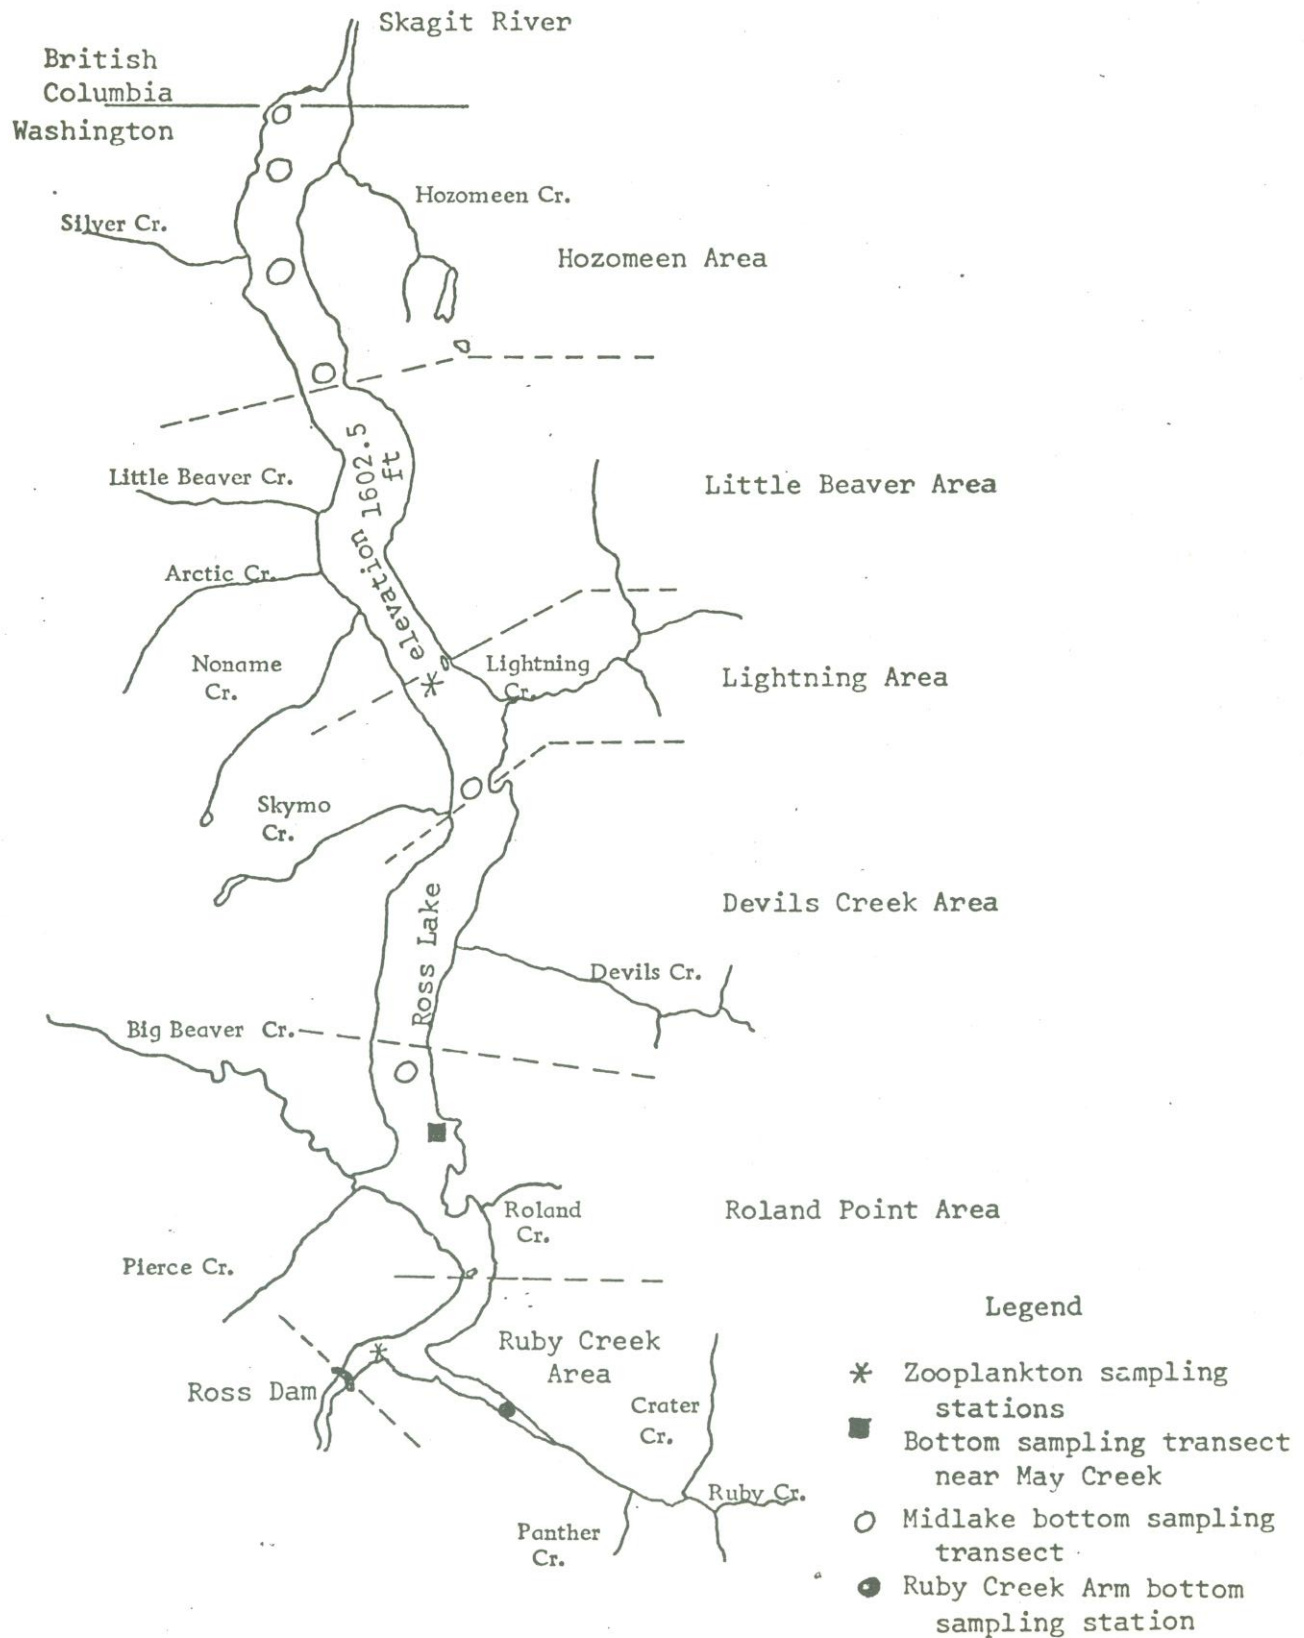 Skagit River
British
Columbia
Washington
Hozomeen Cr.
Silver Cr.
Hozomeen Area
elevation 1602.5
ft
Little Beaver Cr.
Little Beaver Area
Arctic Cr.
Noname
Cr.
Lightning
Cr.
Lightning Area
Skymo
Cr.
Ross Lake
Devils Creek Area
Devils Cr.
Big Beaver Cr.
Roland
Cr.
Roland Point Area
Pierce Cr.
Ruby Creek
Area
Ross Dam
Crater
Cr.
Ruby Cr.
Panther
Cr.
Legend
Zooplankton sampling
stations
Bottom sampling transect
near May Creek
Midlake bottom sampling
transect
Ruby Creek Arm bottom
sampling station